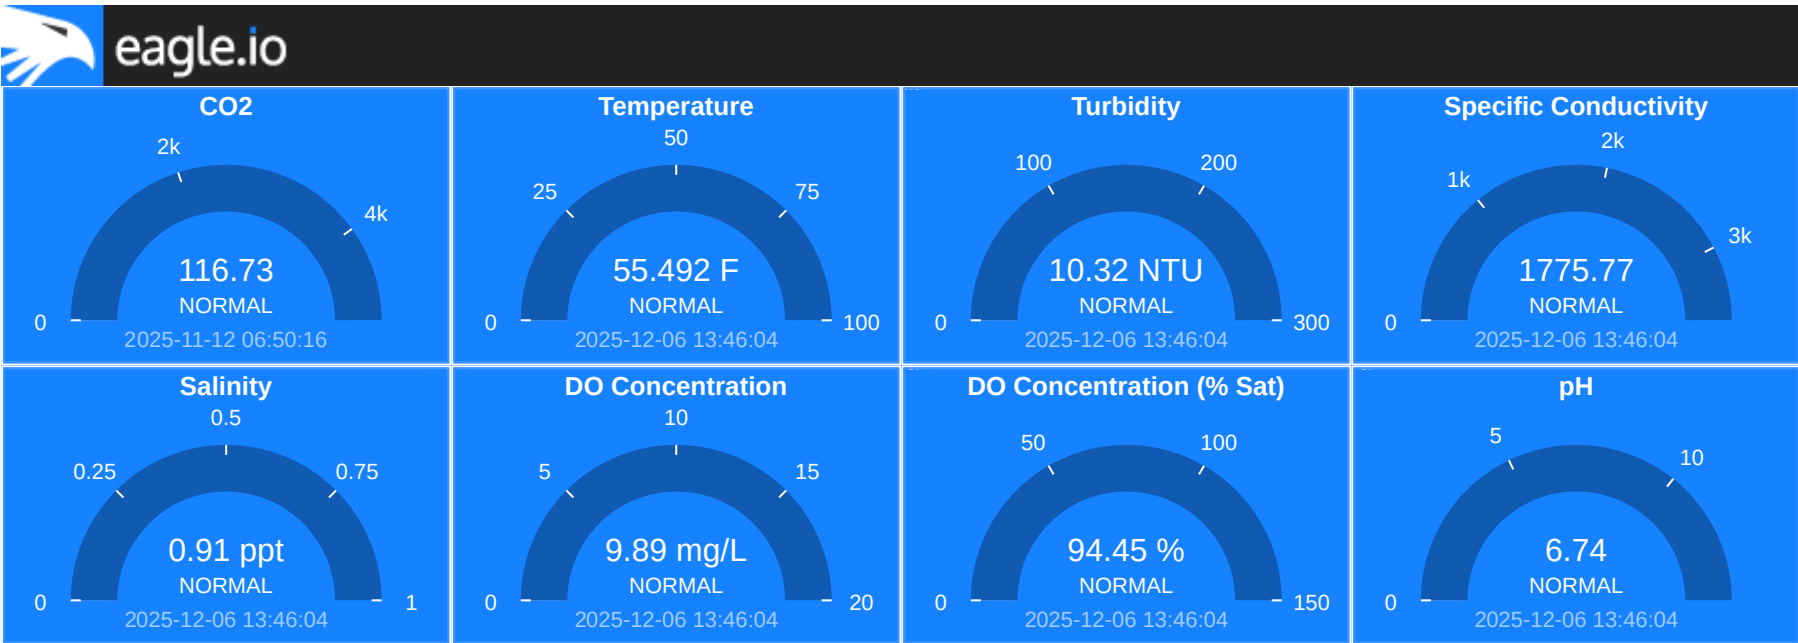 eagle.io
CO2
2k
4k
0
116.73
NORMAL
2025-11-12 06:50:16
Temperature
50
25
75
0
100
55.492 F
NORMAL
2025-12-06 13:46:04
Turbidity
100
200
0
300
10.32 NTU
NORMAL
2025-12-06 13:46:04
Specific Conductivity
2k
1k
3k
0
1775.77
NORMAL
2025-12-06 13:46:04
Salinity
0.5
0.25
0.75
0
1
0.91 ppt
NORMAL
2025-12-06 13:46:04
DO Concentration
10
5
15
0
20
9.89 mg/L
NORMAL
2025-12-06 13:46:04
DO Concentration (% Sat)
50
100
0
150
94.45 %
NORMAL
2025-12-06 13:46:04
pH
5
10
0
6.74
NORMAL
2025-12-06 13:46:04